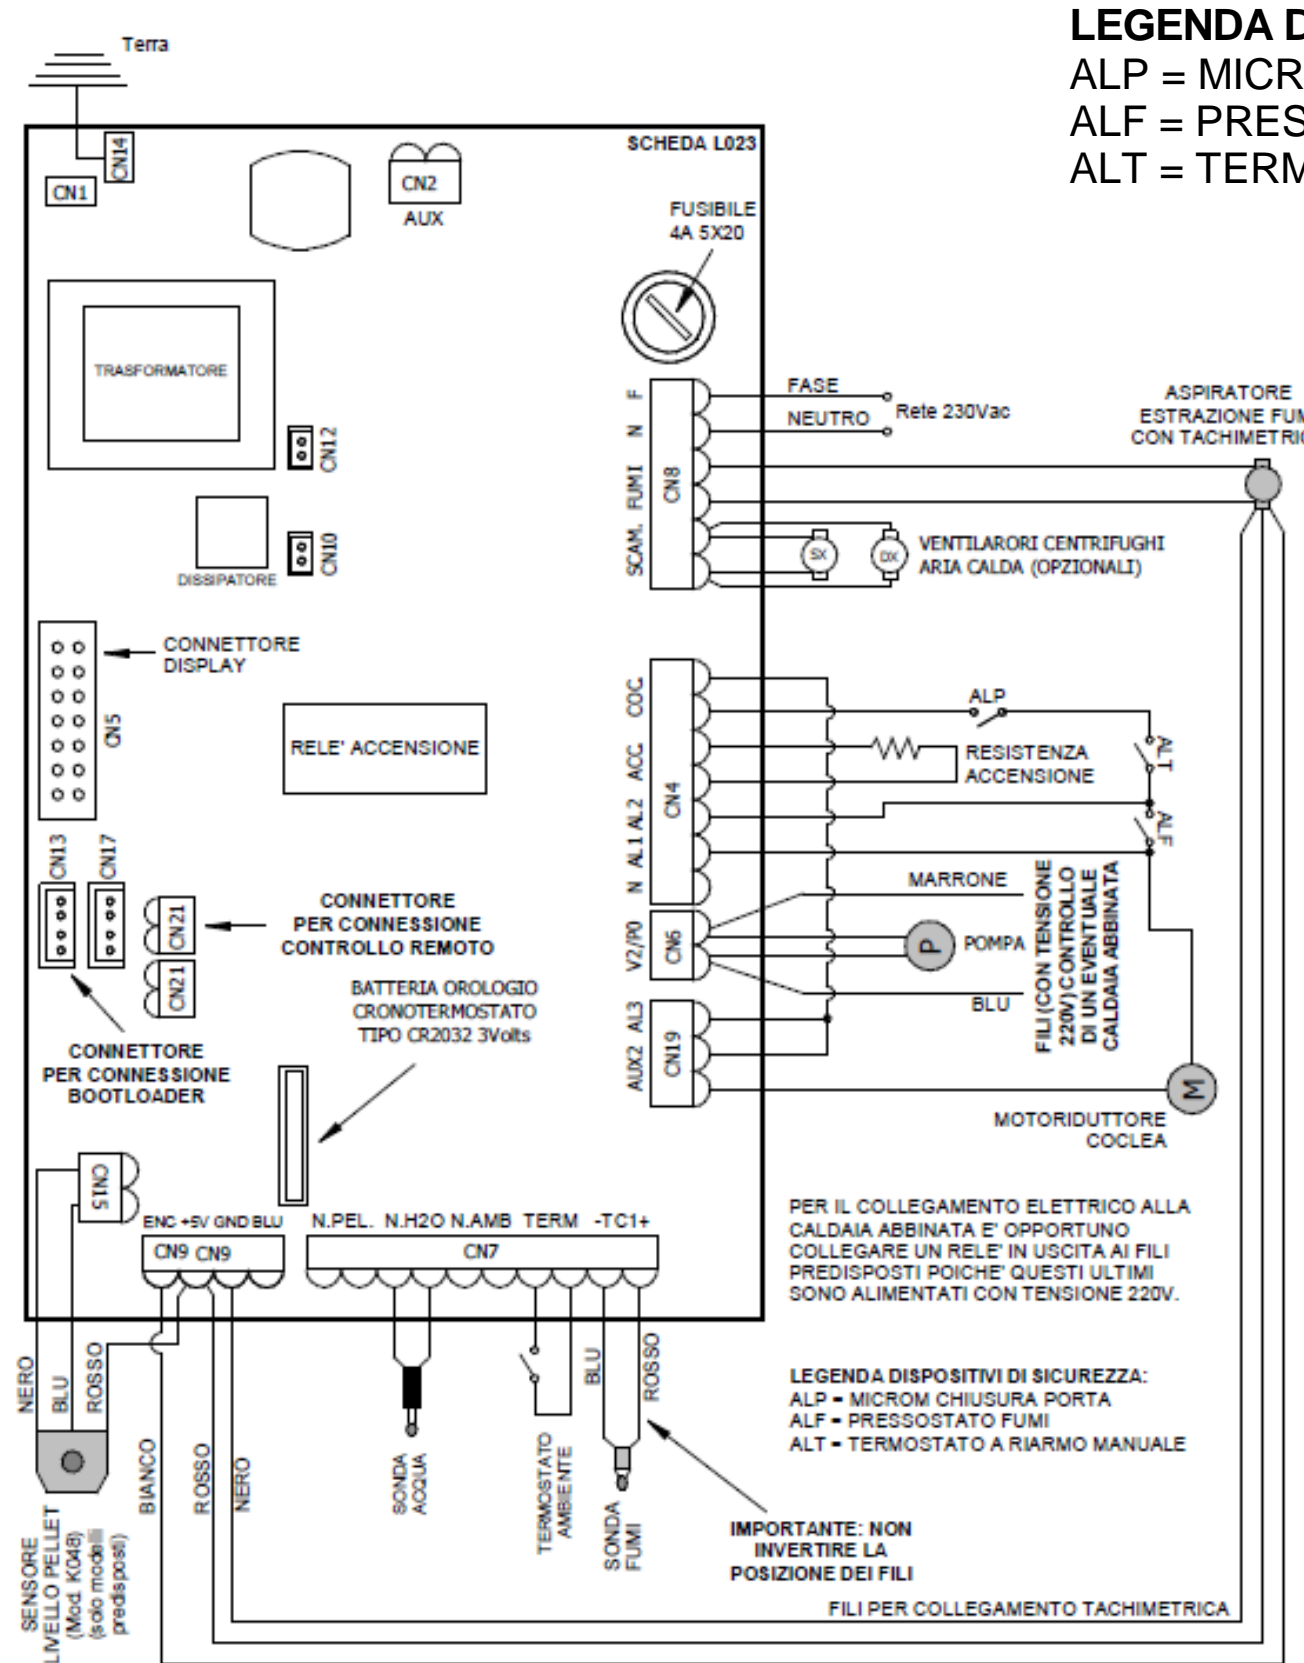 LEGENDA D
ALP = MICR
ALF = PRES
ALT = TERM
Terra
CN14
CN1
CN2
AUX
SCHEDA L023
FUSIBILE
4A 5X20
TRASFORMATORE
CN12
DISSIPATORE
CN10
F
N
FUMI
SCAM.
CN8
FASE
NEUTRO
Rete 230Vac
ASPIRATORE
ESTRAZIONE FUM
CON TACHIMETRIC
SX
DX
VENTILARORI CENTRIFUGHI
ARIA CALDA (OPZIONALI)
CONNETTORE
DISPLAY
CN5
RELE' ACCENSIONE
COC.
ACC.
AL2
AL1
N
CN4
ALP
RESISTENZA
ACCENSIONE
ALT
ALF
CN13
CN17
CN21
CN21
CONNETTORE
PER CONNESSIONE
CONTROLLO REMOTO
V2/P0
CN6
MARRONE
P
POMPA
BLU
FILI (CON TENSIONE
220V) CONTROLLO
DI UN EVENTUALE
CALDAIA ABBINATA
BATTERIA OROLOGIO
CRONOTERMOSTATO
TIPO CR2032 3Volts
AL3
AUX2
CN19
CONNETTORE
PER CONNESSIONE
BOOTLOADER
M
MOTORIDUTTORE
COCLEA
CN15
ENC +5V GND BLU
CN9 CN9
N.PEL. N.H2O N.AMB TERM -TC1+
CN7
PER IL COLLEGAMENTO ELETTRICO ALLA
CALDAIA ABBINATA E' OPPORTUNO
COLLEGARE UN RELE' IN USCITA AI FILI
PREDISPOSTI POICHE' QUESTI ULTIMI
SONO ALIMENTATI CON TENSIONE 220V.
NERO
BLU
ROSSO
BLU
ROSSO
LEGENDA DISPOSITIVI DI SICUREZZA:
ALP = MICROM CHIUSURA PORTA
ALF = PRESSOSTATO FUMI
ALT = TERMOSTATO A RIARMO MANUALE
BIANCO
ROSSO
NERO
SONDA
ACQUA
TERMOSTATO
AMBIENTE
SONDA
FUMI
SENSORE
LIVELLO PELLET
(Mod. K048)
(solo modelli
predisposti)
IMPORTANTE: NON
INVERTIRE LA
POSIZIONE DEI FILI
FILI PER COLLEGAMENTO TACHIMETRICA